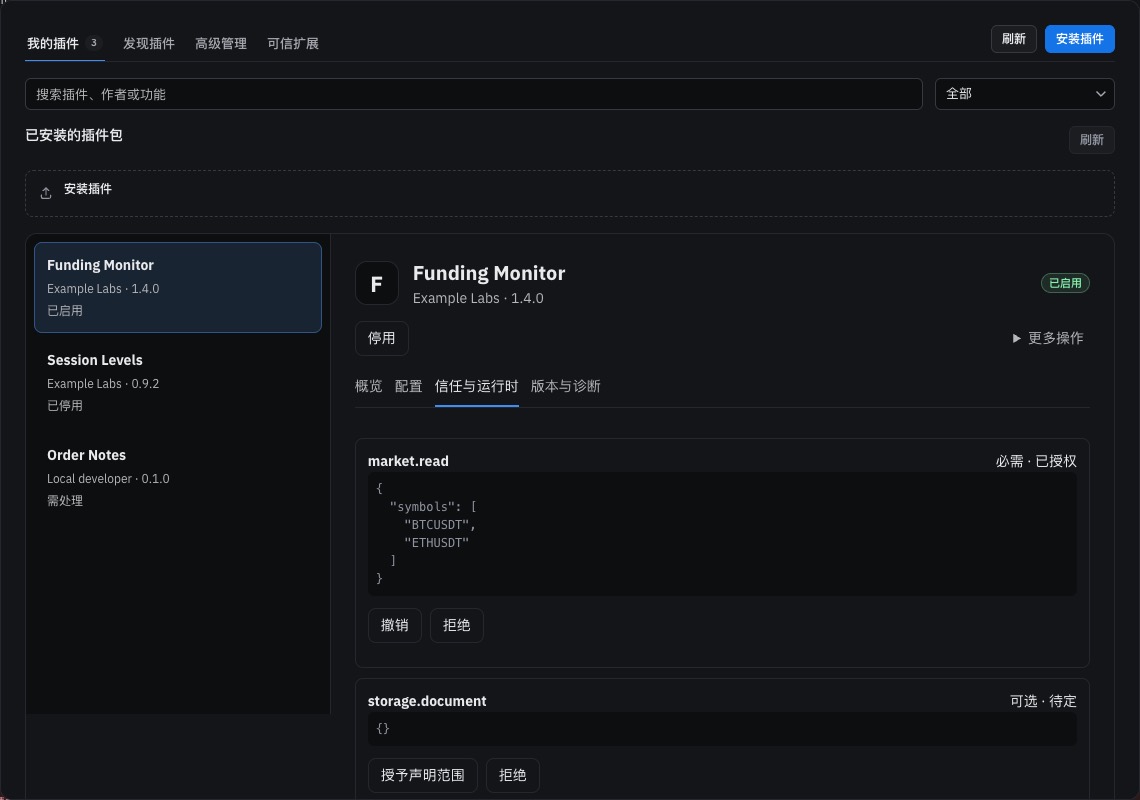 我的插件 3 发现插件 高级管理 可信扩展 刷新 安装插件
搜索插件、作者或功能 全部
已安装的插件包 刷新
安装插件
Funding Monitor
Example Labs · 1.4.0
已启用
Session Levels
Example Labs · 0.9.2
已停用
Order Notes
Local developer · 0.1.0
需处理
F
Funding Monitor
Example Labs · 1.4.0
已启用
停用 ▶ 更多操作
概览 配置 信任与运行时 版本与诊断
market.read 必需 · 已授权
{
"symbols": [
"BTCUSDT",
"ETHUSDT"
]
}
撤销 拒绝
storage.document 可选 · 待定
{}
授予声明范围 拒绝